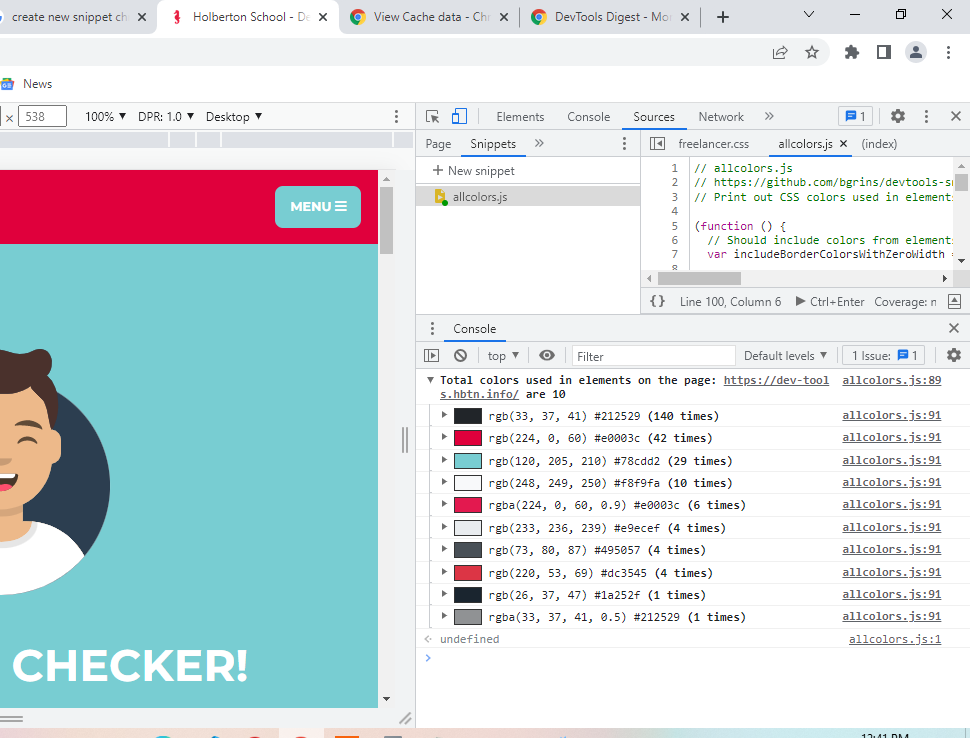 create new snippet ch
Holberton School - De
View Cache data - Chr
DevTools Digest - Mo
News
538
100%
DPR: 1.0
Desktop
Elements
Console
Sources
Network
1
Page
Snippets
freelancer.css
allcolors.js
(index)
New snippet
allcolors.js
1 // allcolors.js
2 // https://github.com/bgrins/devtools-sn
3 // Print out CSS colors used in elements
4
5 (function () {
6 // Should include colors from elements
7 var includeBorderColorsWithZeroWidth =
8
{ } Line 100, Column 6
Ctrl+Enter
Coverage: n
MENU
CHECKER!
Console
top
Filter
Default levels
1 Issue: 1
Total colors used in elements on the page: https://dev-tool allcolors.js:89
s.hbtn.info/ are 10
rgb(33, 37, 41) #212529 (140 times) allcolors.js:91
rgb(224, 0, 60) #e0003c (42 times) allcolors.js:91
rgb(120, 205, 210) #78cdd2 (29 times) allcolors.js:91
rgb(248, 249, 250) #f8f9fa (10 times) allcolors.js:91
rgba(224, 0, 60, 0.9) #e0003c (6 times) allcolors.js:91
rgb(233, 236, 239) #e9ecef (4 times) allcolors.js:91
rgb(73, 80, 87) #495057 (4 times) allcolors.js:91
rgb(220, 53, 69) #dc3545 (4 times) allcolors.js:91
rgb(26, 37, 47) #1a252f (1 times) allcolors.js:91
rgba(33, 37, 41, 0.5) #212529 (1 times) allcolors.js:91
undefined allcolors.js:1
12:41 PM